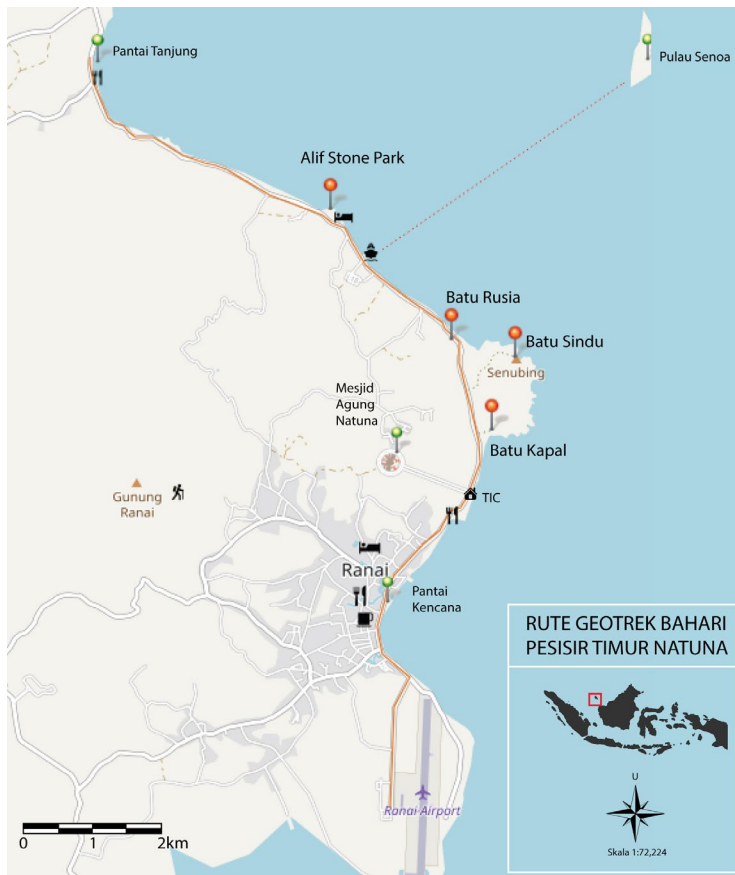 Pantai Tanjung
Pulau Senoa
Alif Stone Park
Batu Rusia
Batu Sindu
Senubing
Mesjid
Agung
Natuna
Batu Kapal
Gunung
Ranai
TIC
Ranai
Pantai
Kencana
RUTE GEOTREK BAHARI
PESISIR TIMUR NATUNA
U
Skala 1:72,224
Ranai Airport
0 1 2km